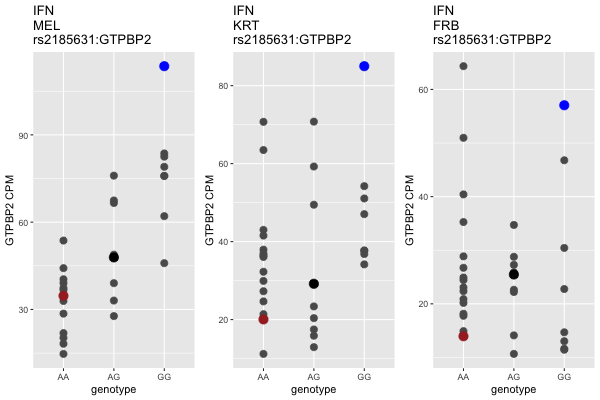 IFN
MEL
rs2185631:GTPBP2
GTPBP2 CPM
90
60
30
AA AG GG
genotype
IFN
KRT
rs2185631:GTPBP2
GTPBP2 CPM
80
60
40
20
AA AG GG
genotype
IFN
FRB
rs2185631:GTPBP2
GTPBP2 CPM
60
40
20
AA AG GG
genotype